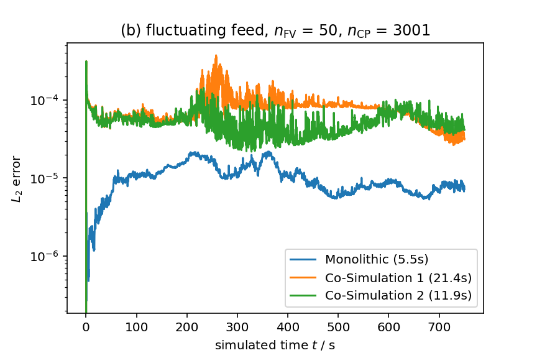 (b) fluctuating feed, n_FV = 50, n_CP = 3001
10⁻⁴
10⁻⁵
10⁻⁶
L₂ error
0 100 200 300 400 500 600 700
simulated time t / s
Monolithic (5.5s)
Co-Simulation 1 (21.4s)
Co-Simulation 2 (11.9s)